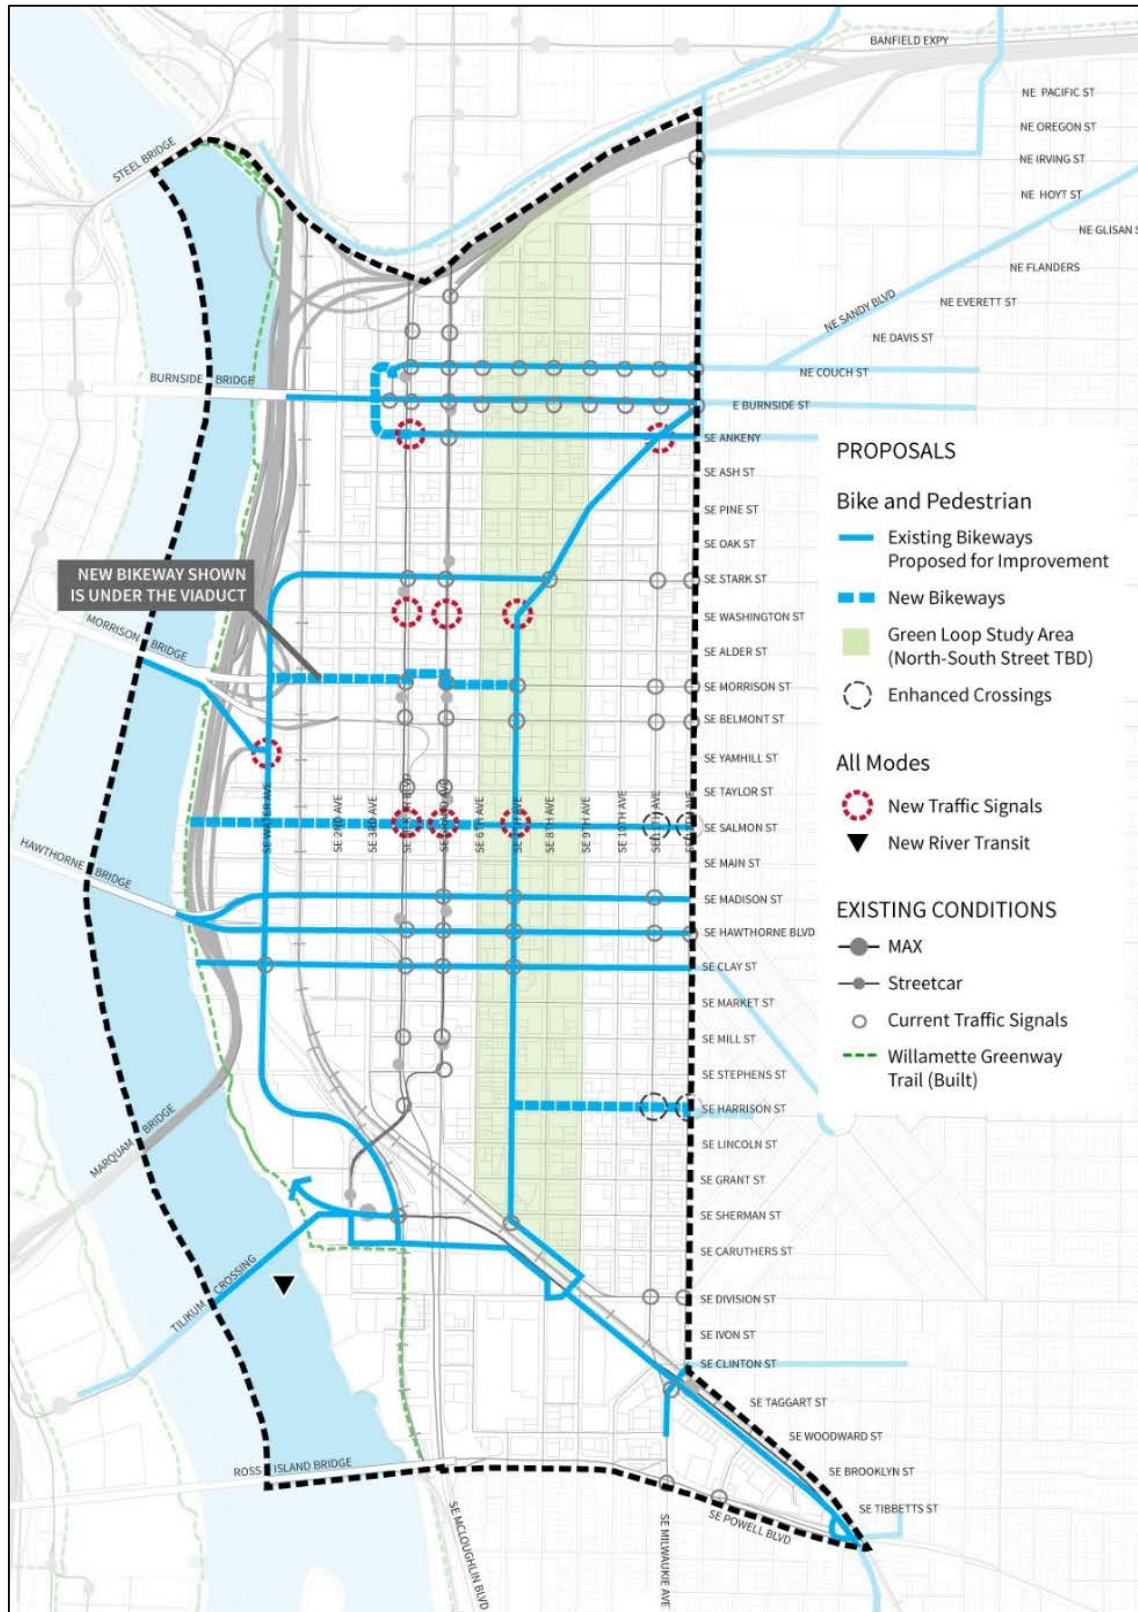 BANFIELD EXPY
NE PACIFIC ST
NE OREGON ST
STEEL BRIDGE
NE IRVING ST
NE HOYT ST
NE GLISAN S
NE FLANDERS
NE SANDY BLVD
NE EVERETT ST
NE DAVIS ST
NE COUCH ST
BURNSIDE BRIDGE
E BURNSIDE ST
SE ANKENY
SE ASH ST
SE PINE ST
SE OAK ST
SE STARK ST
NEW BIKEWAY SHOWN
IS UNDER THE VIADUCT
SE WASHINGTON ST
MORRISON BRIDGE
SE ALDER ST
SE MORRISON ST
SE BELMONT ST
SE YAMHILL ST
SE TAYLOR ST
SE WATER AVE
SE 2ND AVE
SE 3RD AVE
SE 6TH AVE
SE 8TH AVE
SE 9TH AVE
SE 10TH AVE
SE SALMON ST
SE MAIN ST
HAWTHORNE BRIDGE
SE MADISON ST
SE HAWTHORNE BLVD
SE CLAY ST
SE MARKET ST
SE MILL ST
SE STEPHENS ST
SE HARRISON ST
MARQUAM BRIDGE
SE LINCOLN ST
SE GRANT ST
SE SHERMAN ST
SE CARUTHERS ST
TILIKUM CROSSING
SE DIVISION ST
SE IVON ST
SE CLINTON ST
SE TAGGART ST
SE WOODWARD ST
SE BROOKLYN ST
ROSS ISLAND BRIDGE
SE TIBBETTS ST
SE MCLOUGHLIN BLVD
SE MILWAUKIE AVE
SE POWELL BLVD
PROPOSALS
Bike and Pedestrian
Existing Bikeways
Proposed for Improvement
New Bikeways
Green Loop Study Area
(North-South Street TBD)
Enhanced Crossings
All Modes
New Traffic Signals
New River Transit
EXISTING CONDITIONS
MAX
Streetcar
Current Traffic Signals
Willamette Greenway
Trail (Built)